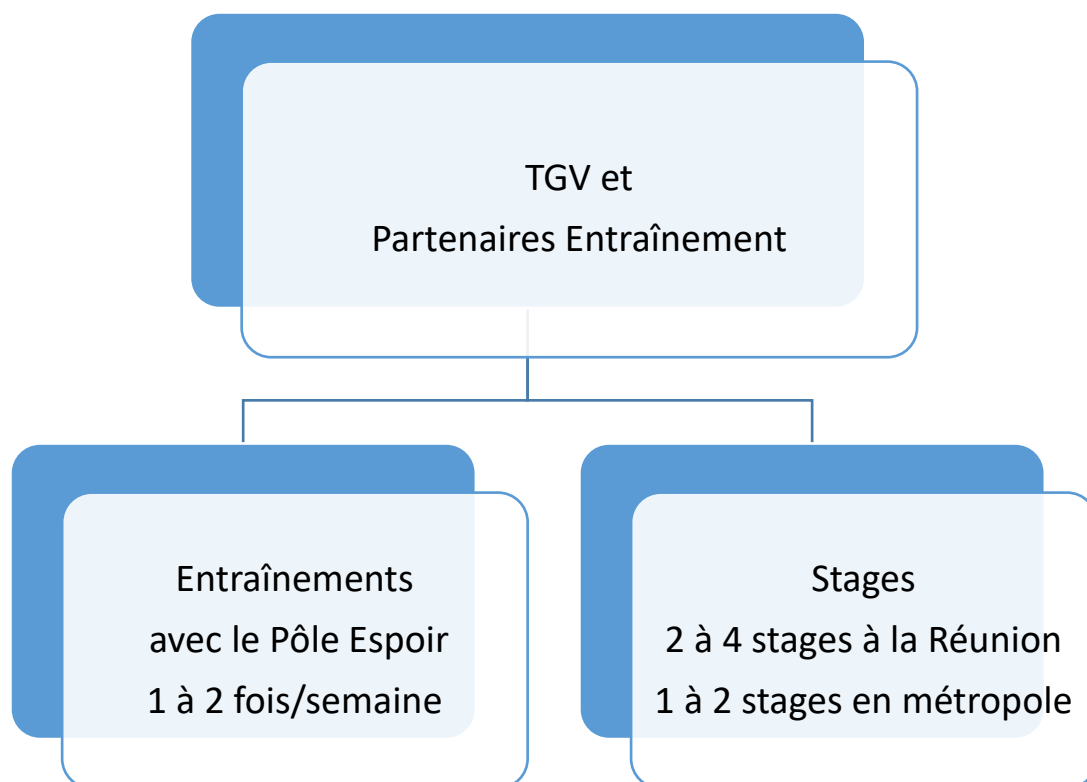 TGV et
Partenaires Entraînement
Entraînements
avec le Pôle Espoir
1 à 2 fois/semaine
Stages
2 à 4 stages à la Réunion
1 à 2 stages en métropole